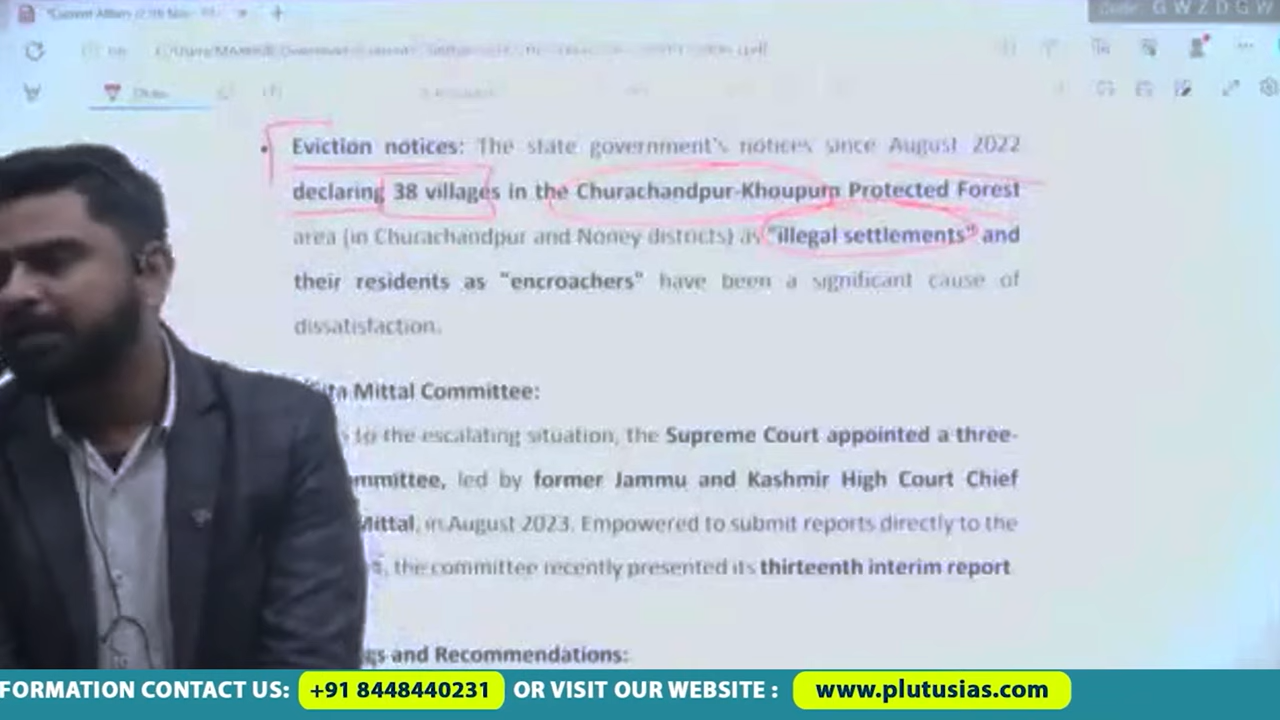 G W Z D G W
Draw
• Eviction notices: The state government's notices since August 2022
declaring 38 villages in the Churachandpur-Khoupum Protected Forest
area (in Churachandpur and Noney districts) as "illegal settlements" and
their residents as "encroachers" have been a significant cause of
dissatisfaction.
Mittal Committee:
to the escalating situation, the Supreme Court appointed a three-
led by former Jammu and Kashmir High Court Chief
Mittal, in August 2023. Empowered to submit reports directly to the
, the committee recently presented its thirteenth interim report
and Recommendations:
FORMATION CONTACT US: +91 8448440231 OR VISIT OUR WEBSITE : www.plutusias.com